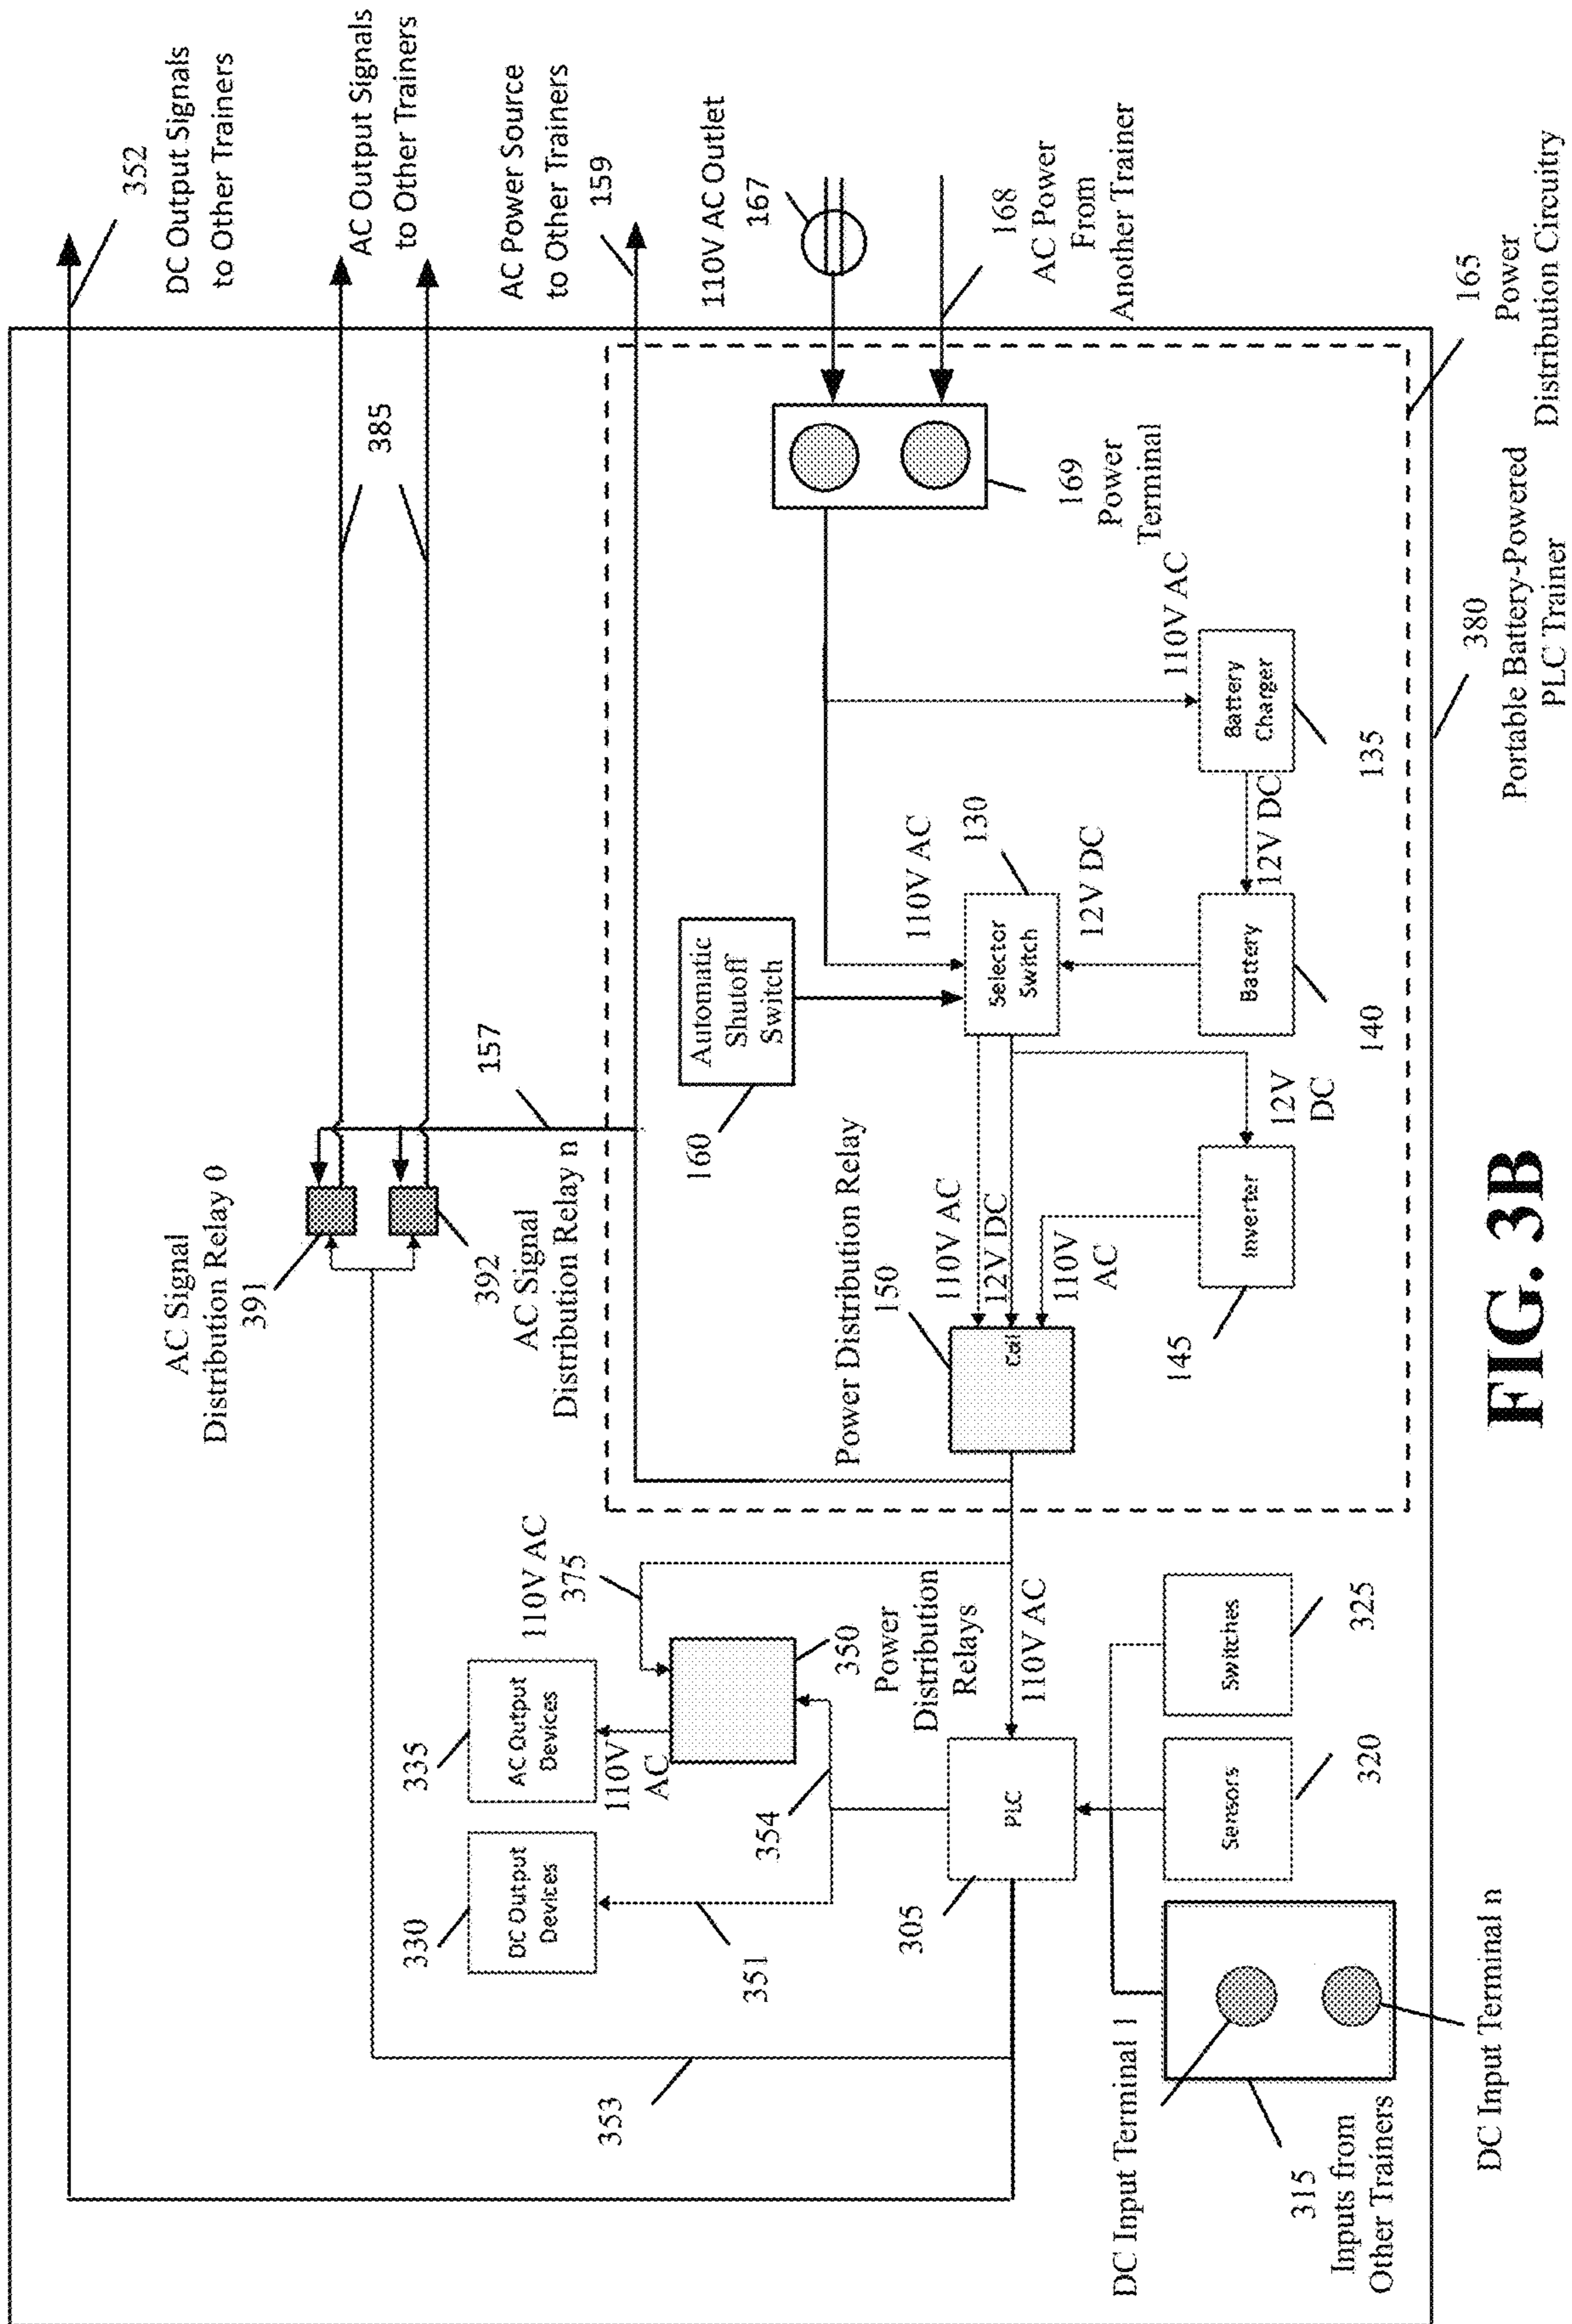 352
DC Output Signals
to Other Trainers
AC Output Signals
to Other Trainers
385
AC Power Source
to Other Trainers
159
110V AC Outlet
167
168
AC Power
From
Another Trainer
165
Power
Distribution Circuitry
169
Power
Terminal
110V AC
Battery
Charger
135
380
Portable Battery-Powered
PLC Trainer
12V DC
110V AC
130
Selector
Switch
12V DC
Battery
140
Automatic
Shutoff
Switch
160
157
AC Signal
Distribution Relay 0
391
392
AC Signal
Distribution Relay n
Power Distribution Relay
150
110V AC
12V DC
110V
AC
Coil
12V
DC
Inverter
145
110V AC
375
335
AC Output
Devices
110V
AC
350
Power
Distribution
Relays
110V AC
Switches
325
330
DC Output
Devices
354
351
305
PLC
Sensors
320
353
DC Input Terminal 1
315
Inputs from
Other Trainers
DC Input Terminal n
FIG. 3B